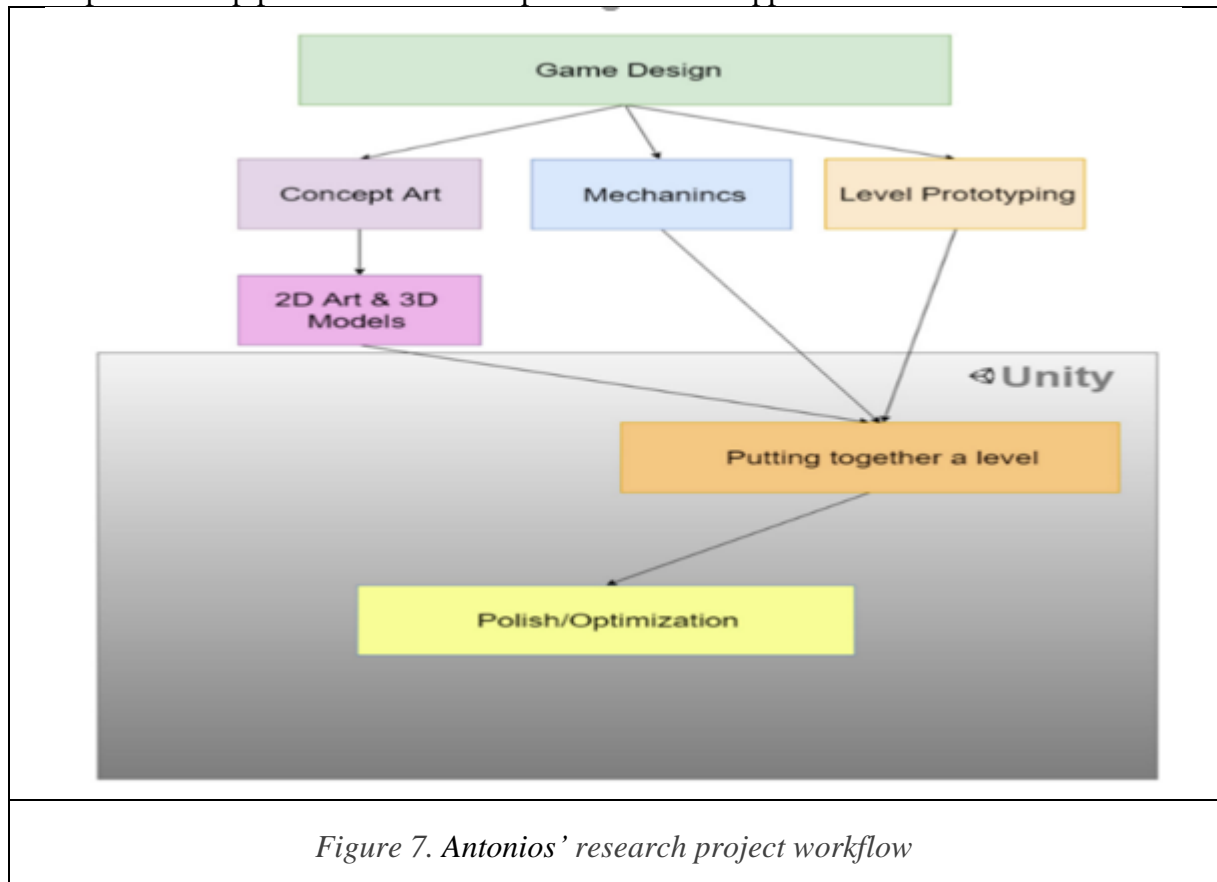 Game Design
Concept Art
Mechanincs
Level Prototyping
2D Art & 3D
Models
Unity
Putting together a level
Polish/Optimization
Figure 7. Antonios' research project workflow